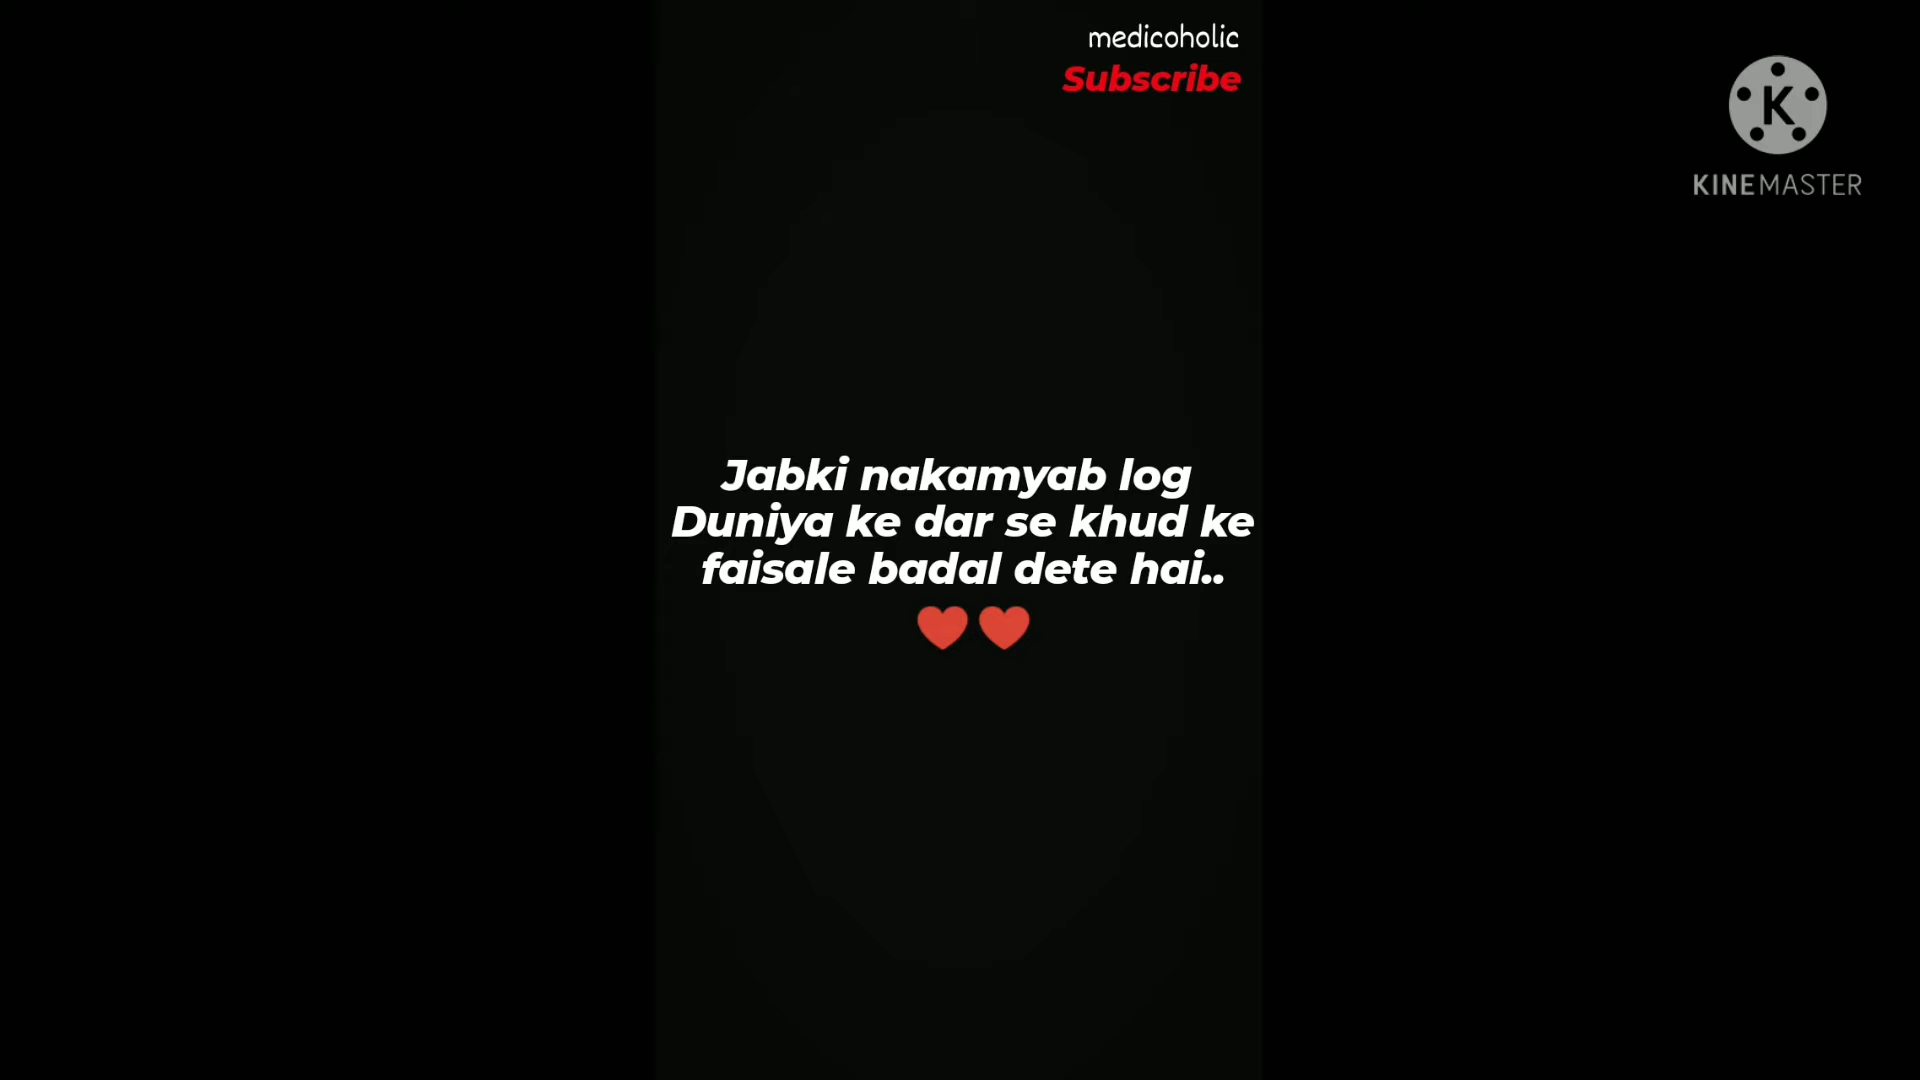 medicoholic
Subscribe
KINEMASTER
Jabki nakamyab log
Duniya ke dar se khud ke
faisale badal dete hai..